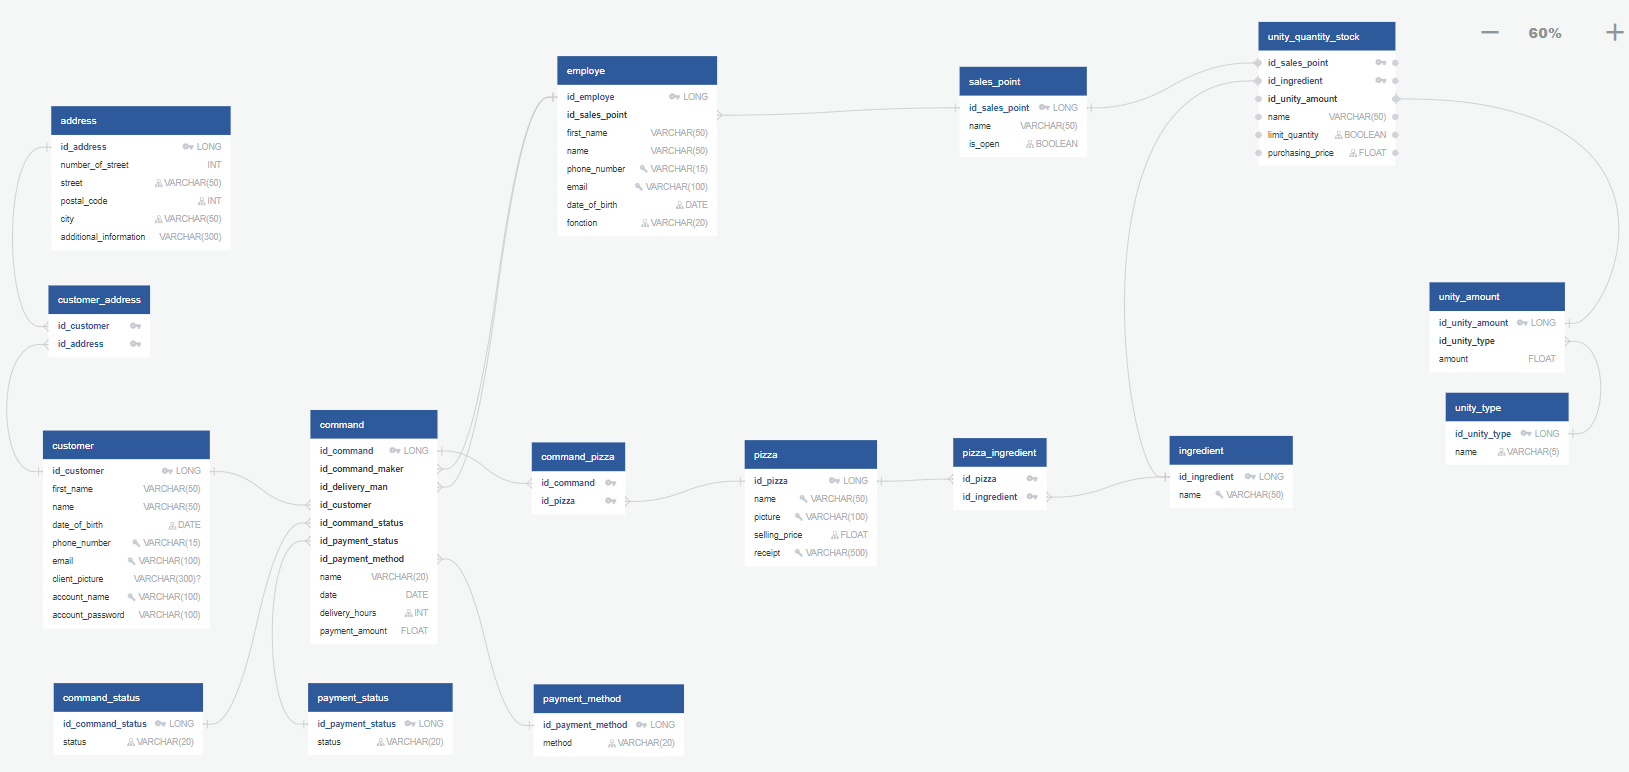 60%
unity_quantity_stock
id_sales_point
id_ingredient
id_unity_amount
name VARCHAR(50)
limit_quantity BOOLEAN
purchasing_price FLOAT
employe
id_employe LONG
id_sales_point
first_name VARCHAR(50)
name VARCHAR(50)
phone_number VARCHAR(15)
email VARCHAR(100)
date_of_birth DATE
fonction VARCHAR(20)
sales_point
id_sales_point LONG
name VARCHAR(50)
is_open BOOLEAN
address
id_address LONG
number_of_street INT
street VARCHAR(50)
postal_code INT
city VARCHAR(50)
additional_information VARCHAR(300)
customer_address
id_customer
id_address
unity_amount
id_unity_amount LONG
id_unity_type
amount FLOAT
unity_type
id_unity_type LONG
name VARCHAR(5)
customer
id_customer LONG
first_name VARCHAR(50)
name VARCHAR(50)
date_of_birth DATE
phone_number VARCHAR(15)
email VARCHAR(100)
client_picture VARCHAR(300)?
account_name VARCHAR(100)
account_password VARCHAR(100)
command
id_command LONG
id_command_maker
id_delivery_man
id_customer
id_command_status
id_payment_status
id_payment_method
name VARCHAR(20)
date DATE
delivery_hours INT
payment_amount FLOAT
command_pizza
id_command
id_pizza
pizza
id_pizza LONG
name VARCHAR(50)
picture VARCHAR(100)
selling_price FLOAT
receipt VARCHAR(500)
pizza_ingredient
id_pizza
id_ingredient
ingredient
id_ingredient LONG
name VARCHAR(50)
command_status
id_command_status LONG
status VARCHAR(20)
payment_status
id_payment_status LONG
status VARCHAR(20)
payment_method
id_payment_method LONG
method VARCHAR(20)